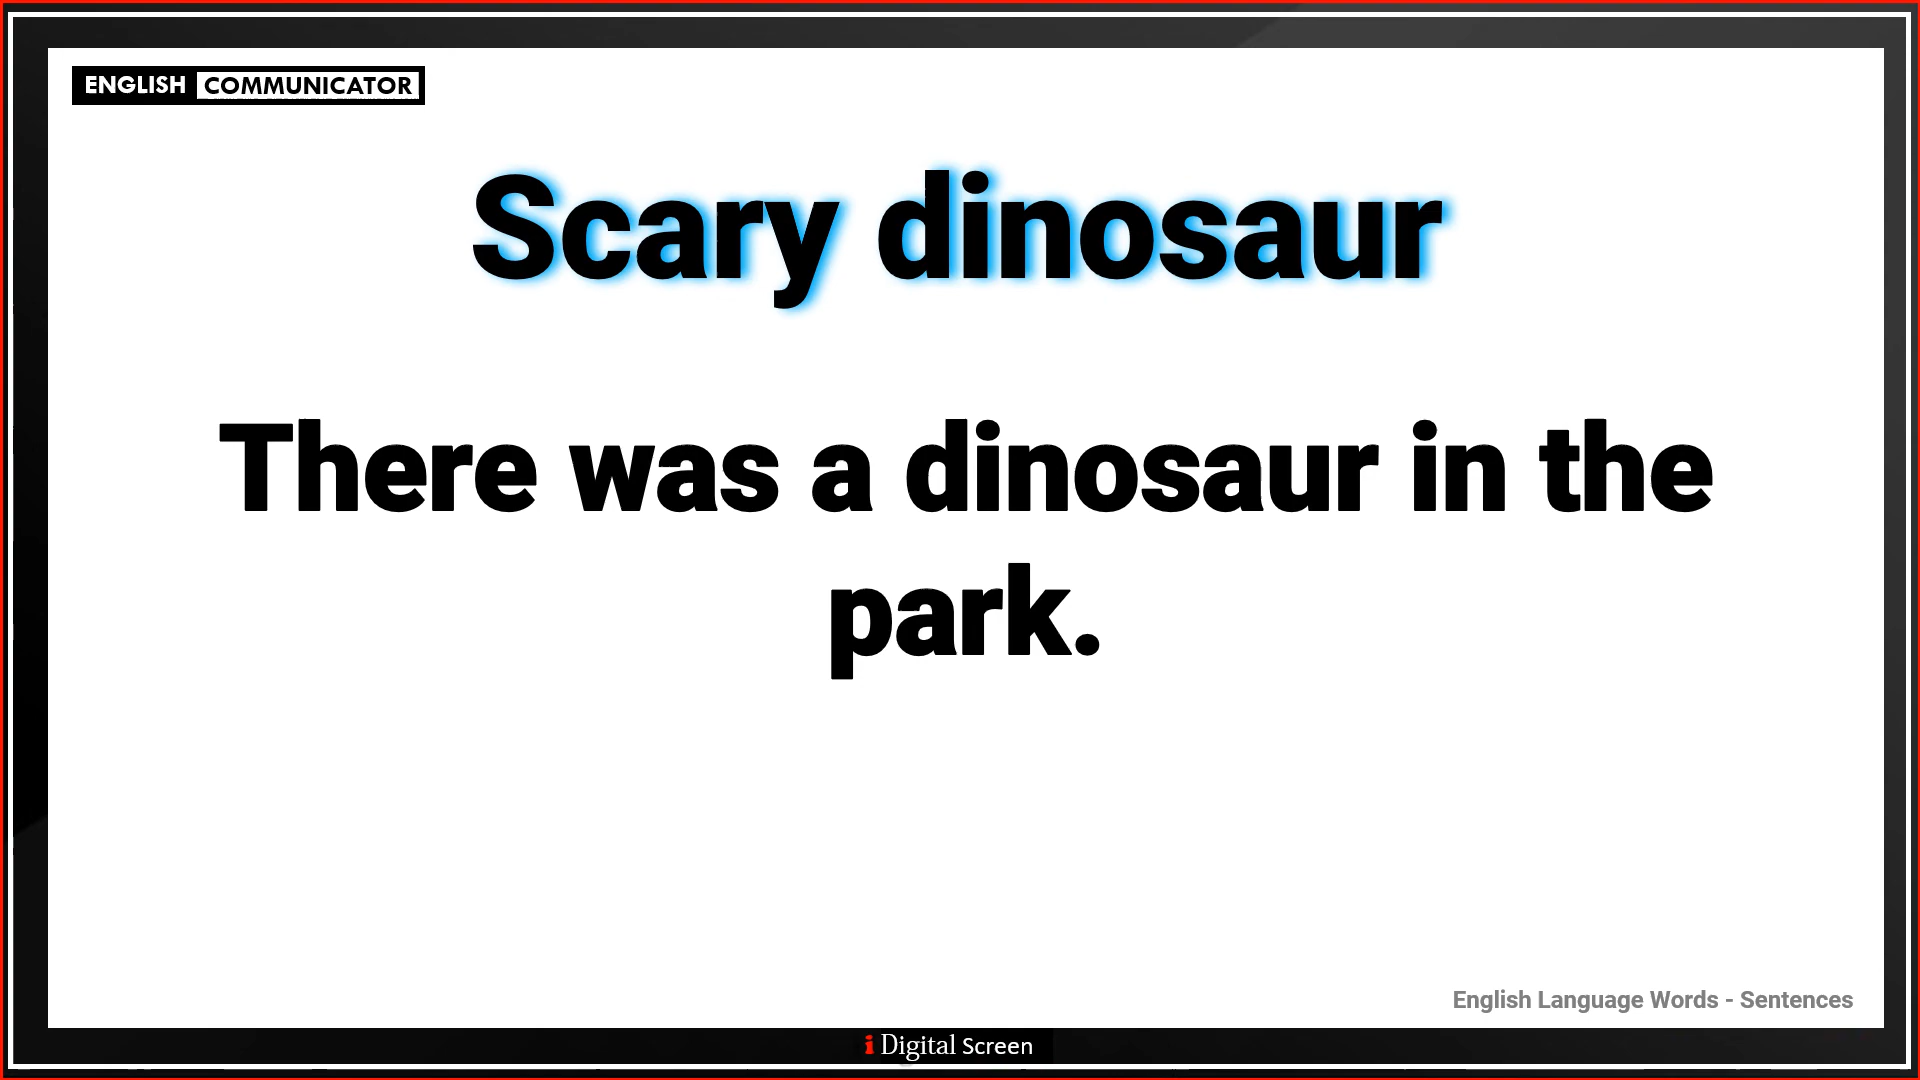 ENGLISH COMMUNICATOR
Scary dinosaur
There was a dinosaur in the
park.
English Language Words - Sentences
i Digital Screen